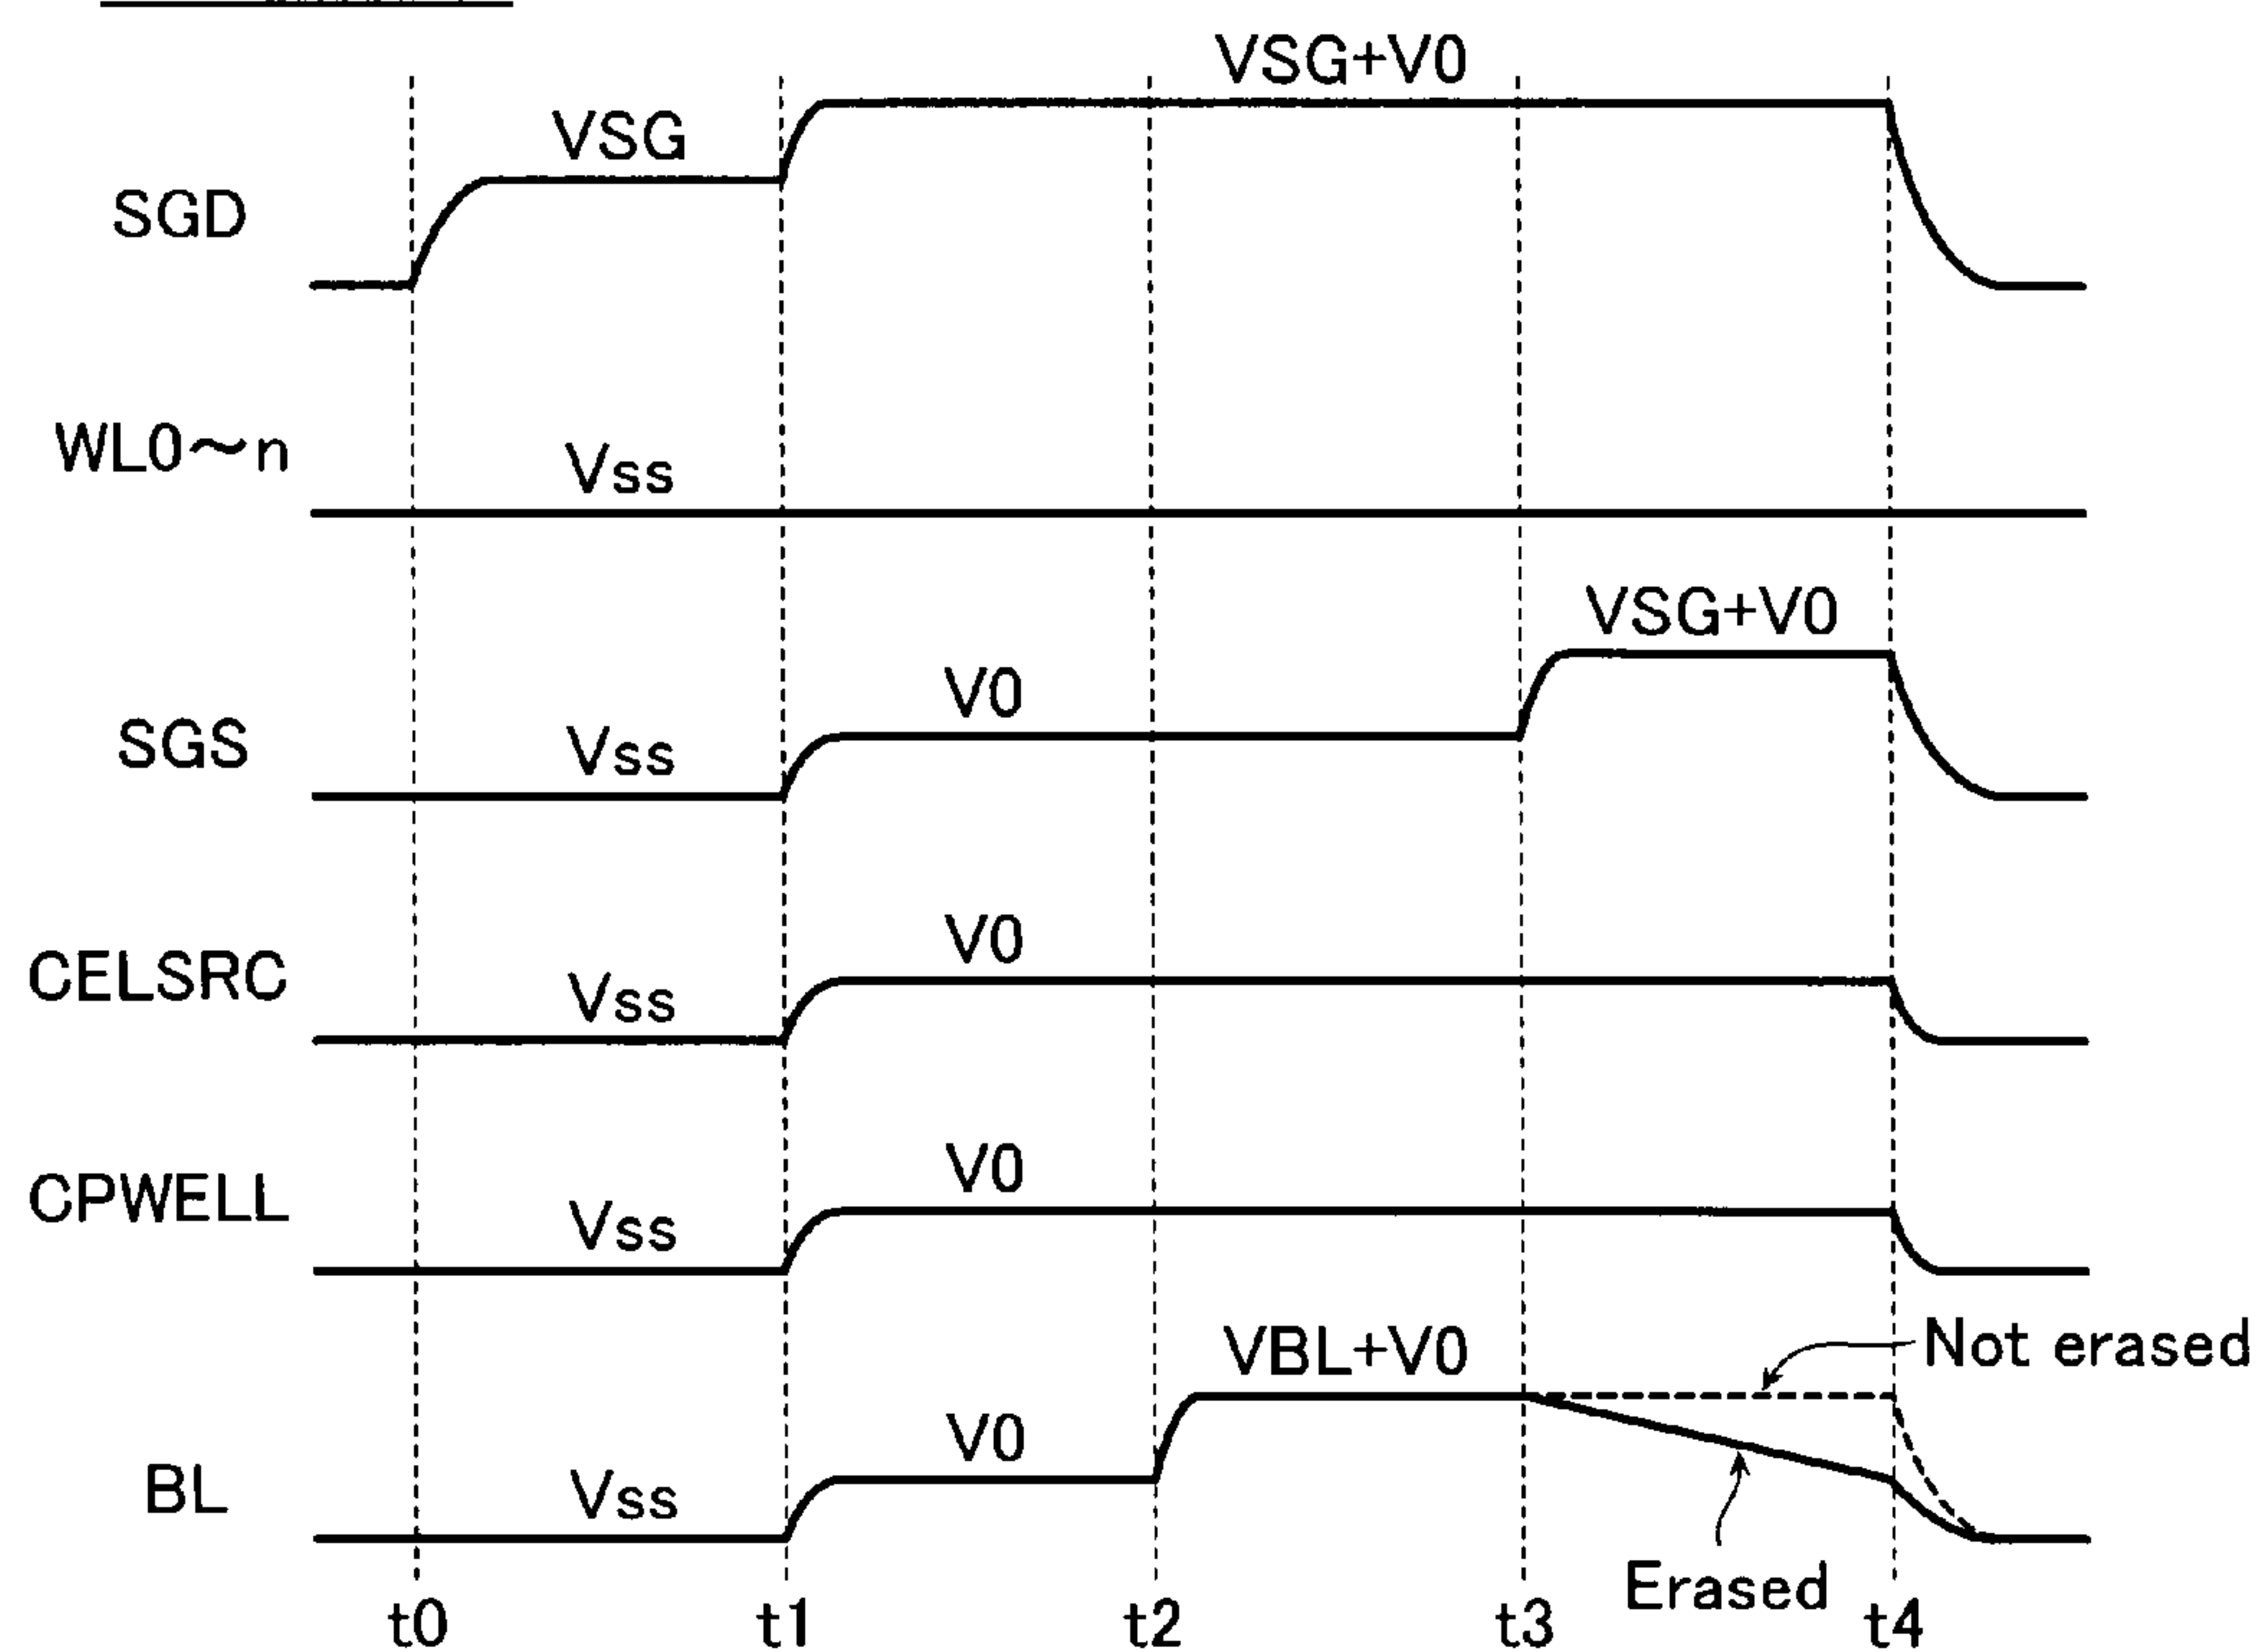 VSG+V0
VSG
SGD
WL0～n
Vss
VSG+V0
V0
SGS
Vss
V0
CELSRC
Vss
V0
CPWELL
Vss
VBL+V0
Not erased
V0
BL
Vss
Erased
t0 t1 t2 t3 t4